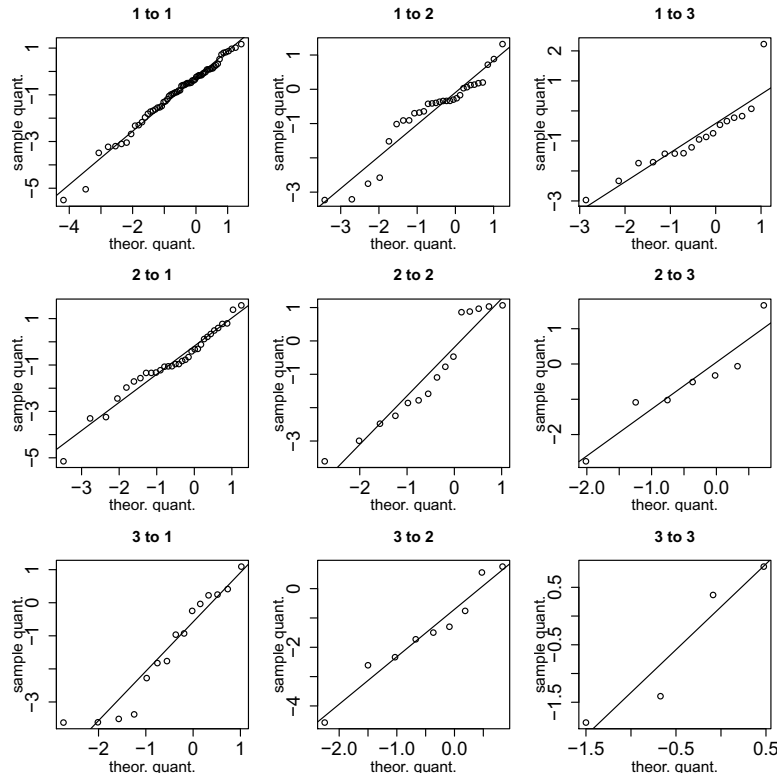 1 to 1
1 to 2
1 to 3
sample quant.
1
−1
−3
−5
sample quant.
1
0
−1
−3
sample quant.
2
1
−1
−3
−4 −3 −2 −1 0 1
−3 −2 −1 0 1
−3 −2 −1 0 1
theor. quant.
theor. quant.
theor. quant.
2 to 1
2 to 2
2 to 3
sample quant.
1
−1
−3
−5
sample quant.
1
0
−1
−3
sample quant.
1
0
−2
−3 −2 −1 0 1
−2 −1 0 1
−2.0 −1.0 0.0
theor. quant.
theor. quant.
theor. quant.
3 to 1
3 to 2
3 to 3
sample quant.
1
0
−1
−3
sample quant.
0
−2
−4
sample quant.
0.5
−0.5
−1.5
−2 −1 0 1
−2.0 −1.0 0.0
−1.5 −0.5 0.5
theor. quant.
theor. quant.
theor. quant.